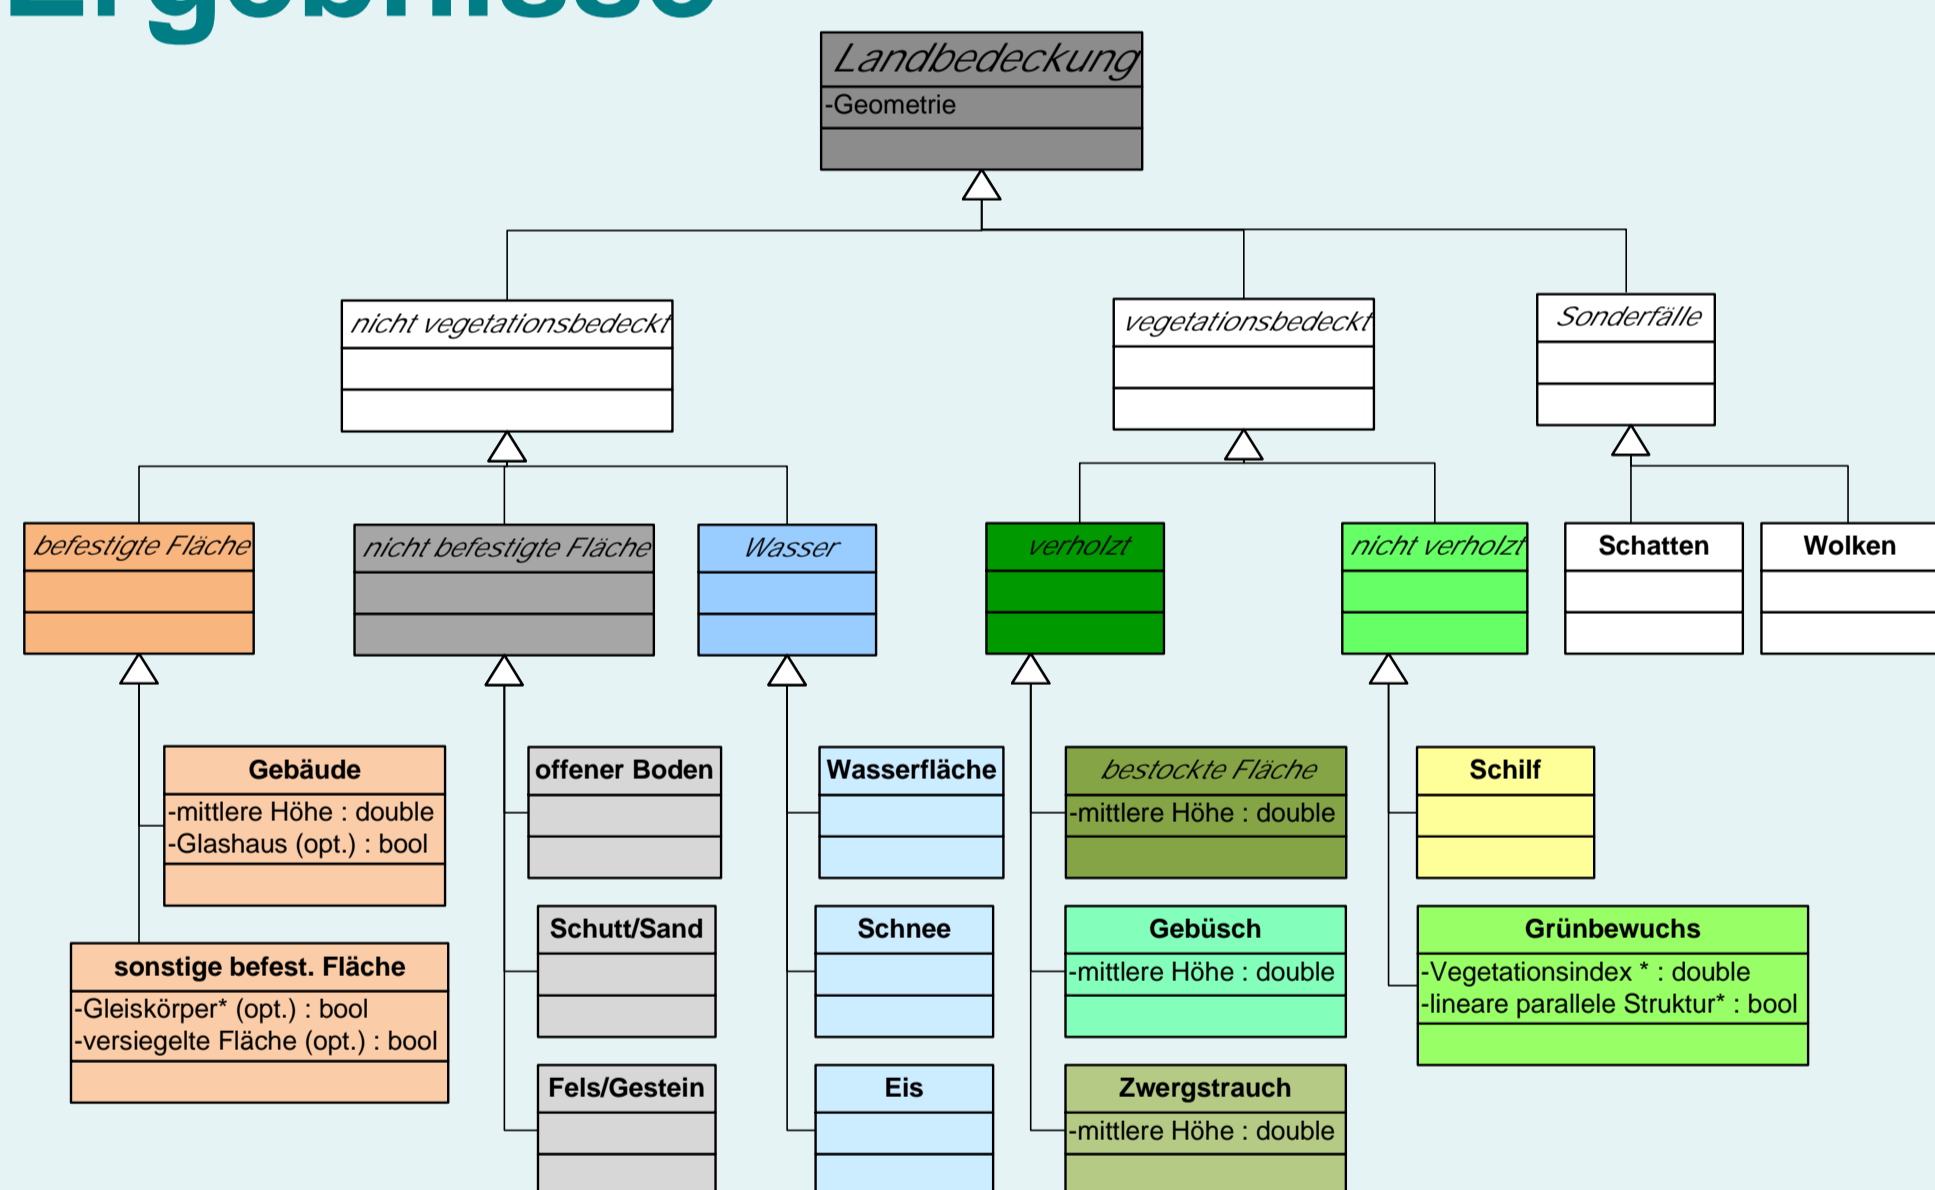 Ergebnisse
Landbedeckung
-Geometrie
nicht vegetationsbedeckt
vegetationsbedeckt
Sonderfälle
befestigte Fläche
nicht befestigte Fläche
Wasser
verholzt
nicht verholzt
Schatten
Wolken
Gebäude
-mittlere Höhe : double
-Glashaus (opt.) : bool
offener Boden
Wasserfläche
bestockte Fläche
-mittlere Höhe : double
Schilf
sonstige befest. Fläche
-Gleiskörper* (opt.) : bool
-versiegelte Fläche (opt.) : bool
Schutt/Sand
Schnee
Gebüsch
-mittlere Höhe : double
Grünbewuchs
-Vegetationsindex * : double
-lineare parallele Struktur* : bool
Fels/Gestein
Eis
Zwergstrauch
-mittlere Höhe : double